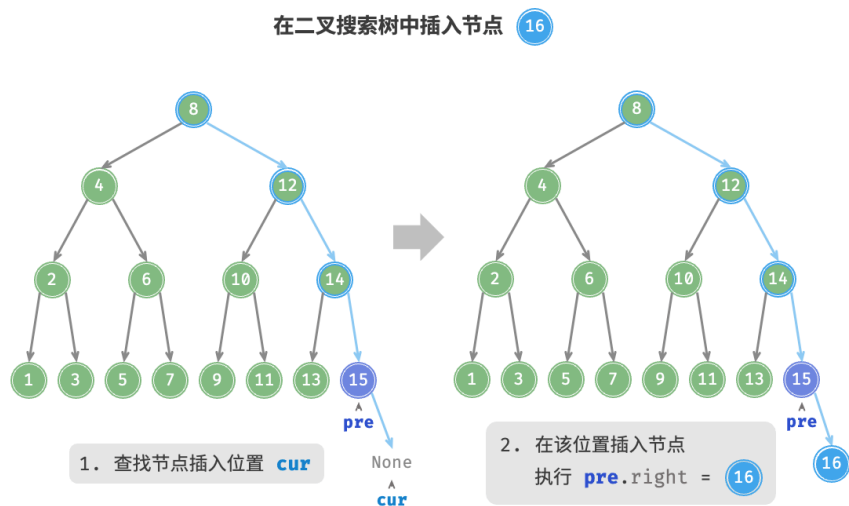 在二叉搜索树中插入节点 16
8
4 12
2 6 10 14
1 3 5 7 9 11 13 15
pre
None
cur
1. 查找节点插入位置 cur
8
4 12
2 6 10 14
1 3 5 7 9 11 13 15
pre
16
2. 在该位置插入节点
执行 pre.right = 16